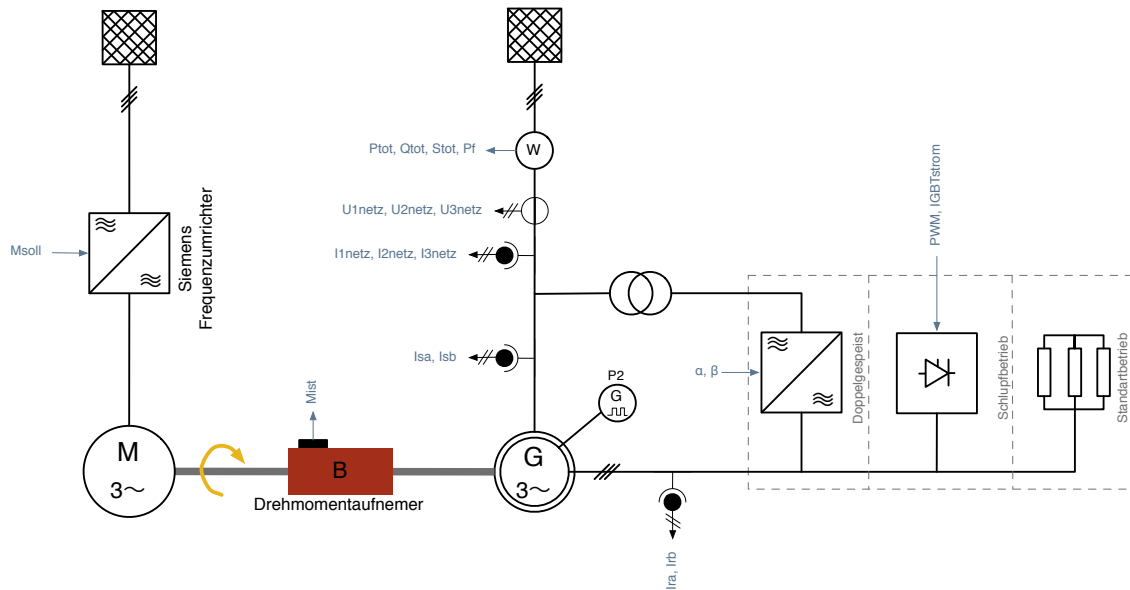 Ptot, Qtot, Stot, Pf
W
U1netz, U2netz, U3netz
I1netz, I2netz, I3netz
Msoll
Siemens
Frequenzumrichter
PWM, IGBTstrom
Isa, Isb
α, β
Doppelgespeist
Schlupfbetrieb
Standartbetrieb
P2
G
Mist
M
3～
B
Drehmomentaufnemer
G
3～
Ira, Irb